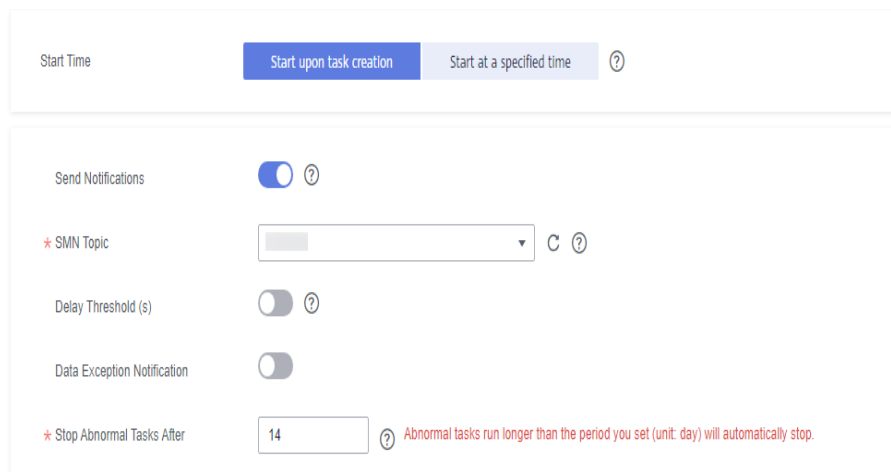 Start Time Start upon task creation Start at a specified time ?
Send Notifications ?
* SMN Topic ?
Delay Threshold (s) ?
Data Exception Notification
* Stop Abnormal Tasks After 14 ? Abnormal tasks run longer than the period you set (unit: day) will automatically stop.